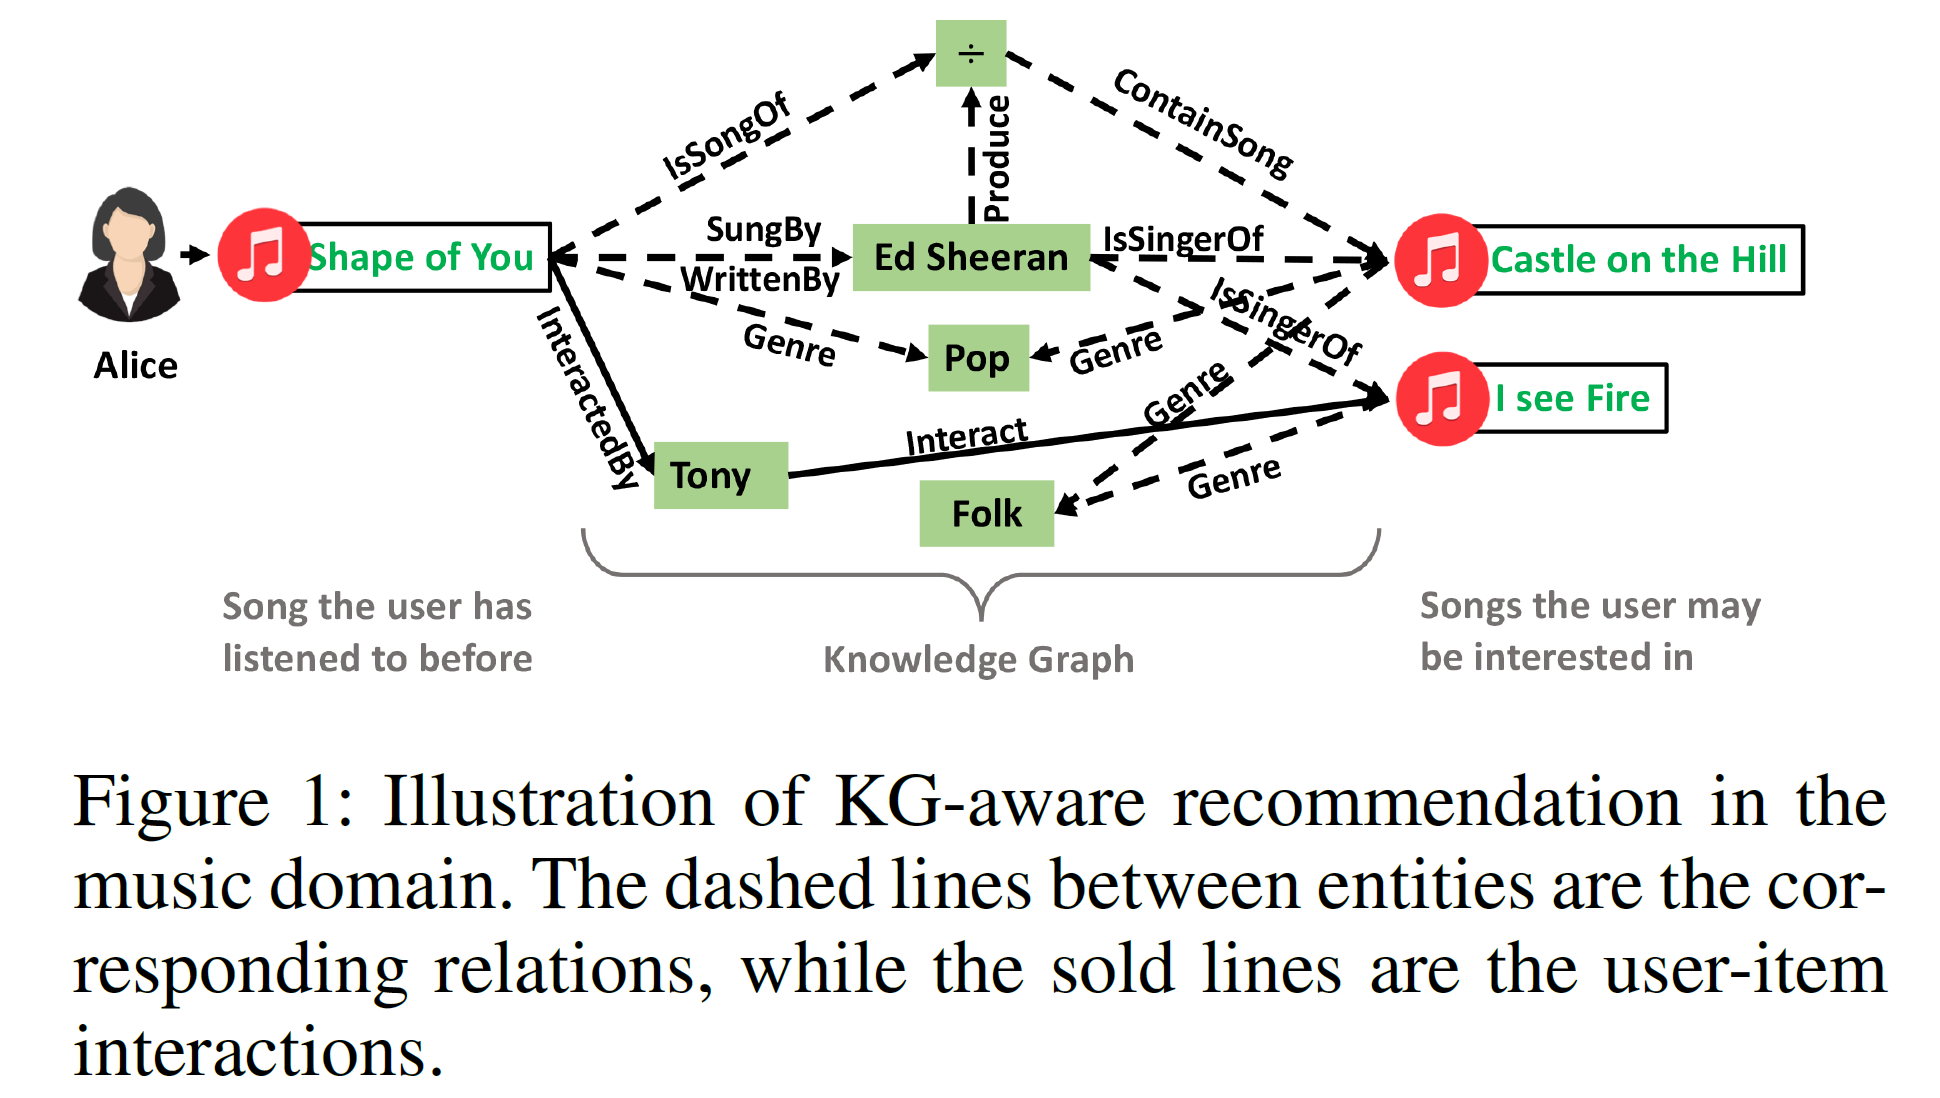 ÷
IsSongOf
ContainSong
Produce
Shape of You
SungBy
WrittenBy
Ed Sheeran
IsSingerOf
Castle on the Hill
Alice
InteractedBy
Genre
Pop
Genre
IsSingerOf
Genre
I see Fire
Tony
Interact
Folk
Genre
Song the user has
listened to before
Knowledge Graph
Songs the user may
be interested in
Figure 1: Illustration of KG-aware recommendation in the
music domain. The dashed lines between entities are the cor-
responding relations, while the sold lines are the user-item
interactions.